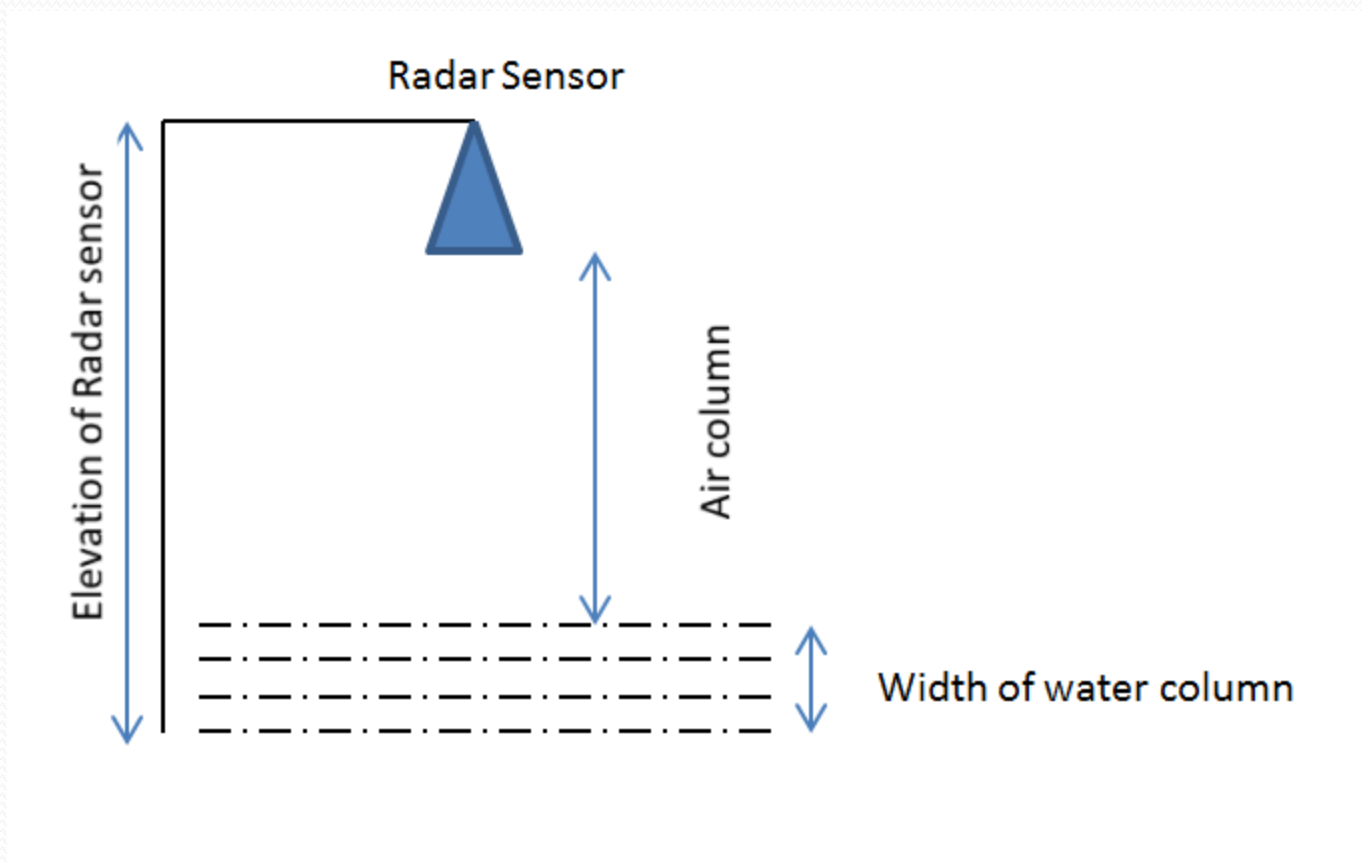 Radar Sensor
Elevation of Radar sensor
Air column
Width of water column